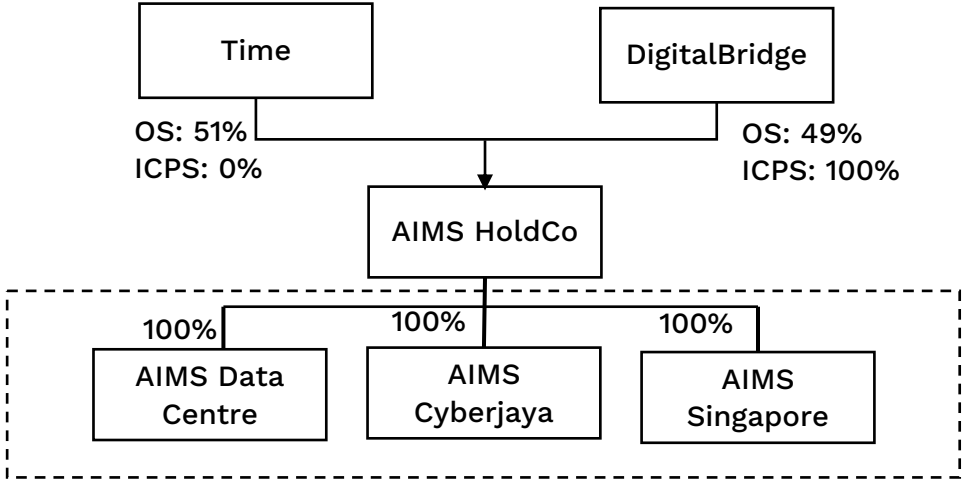 Time
DigitalBridge
OS: 51%
ICPS: 0%
OS: 49%
ICPS: 100%
AIMS HoldCo
100%
100%
100%
AIMS Data
Centre
AIMS
Cyberjaya
AIMS
Singapore